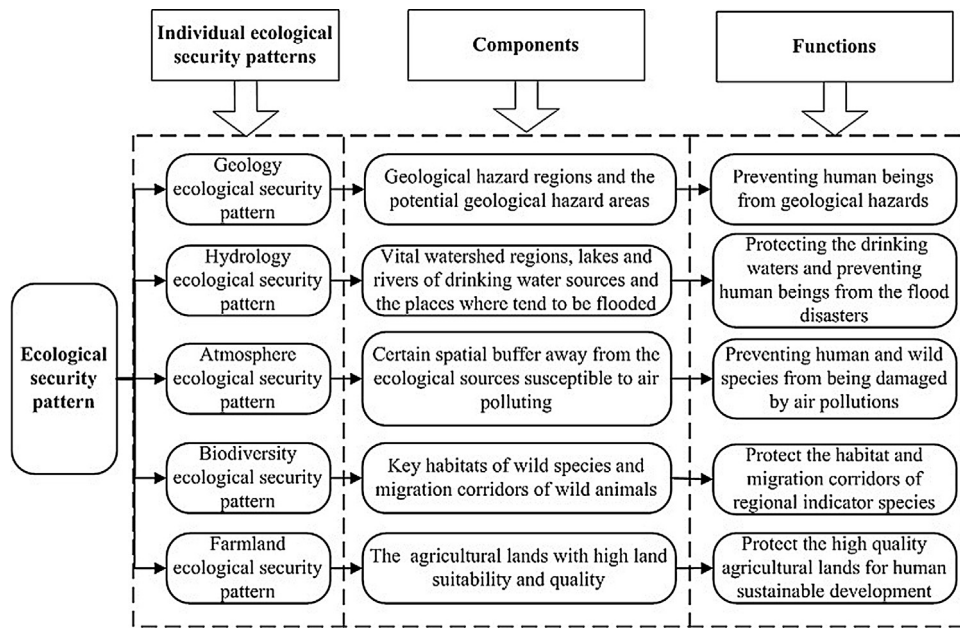 Individual ecological
security patterns
Components
Functions
Ecological
security
pattern
Geology
ecological security
pattern
Geological hazard regions and the
potential geological hazard areas
Preventing human beings
from geological hazards
Hydrology
ecological security
pattern
Vital watershed regions, lakes and
rivers of drinking water sources and
the places where tend to be flooded
Protecting the drinking
waters and preventing
human beings from the flood
disasters
Atmosphere
ecological security
pattern
Certain spatial buffer away from the
ecological sources susceptible to air
polluting
Preventing human and wild
species from being damaged
by air pollutions
Biodiversity
ecological security
pattern
Key habitats of wild species and
migration corridors of wild animals
Protect the habitat and
migration corridors of
regional indicator species
Farmland
ecological security
pattern
The agricultural lands with high land
suitability and quality
Protect the high quality
agricultural lands for human
sustainable development